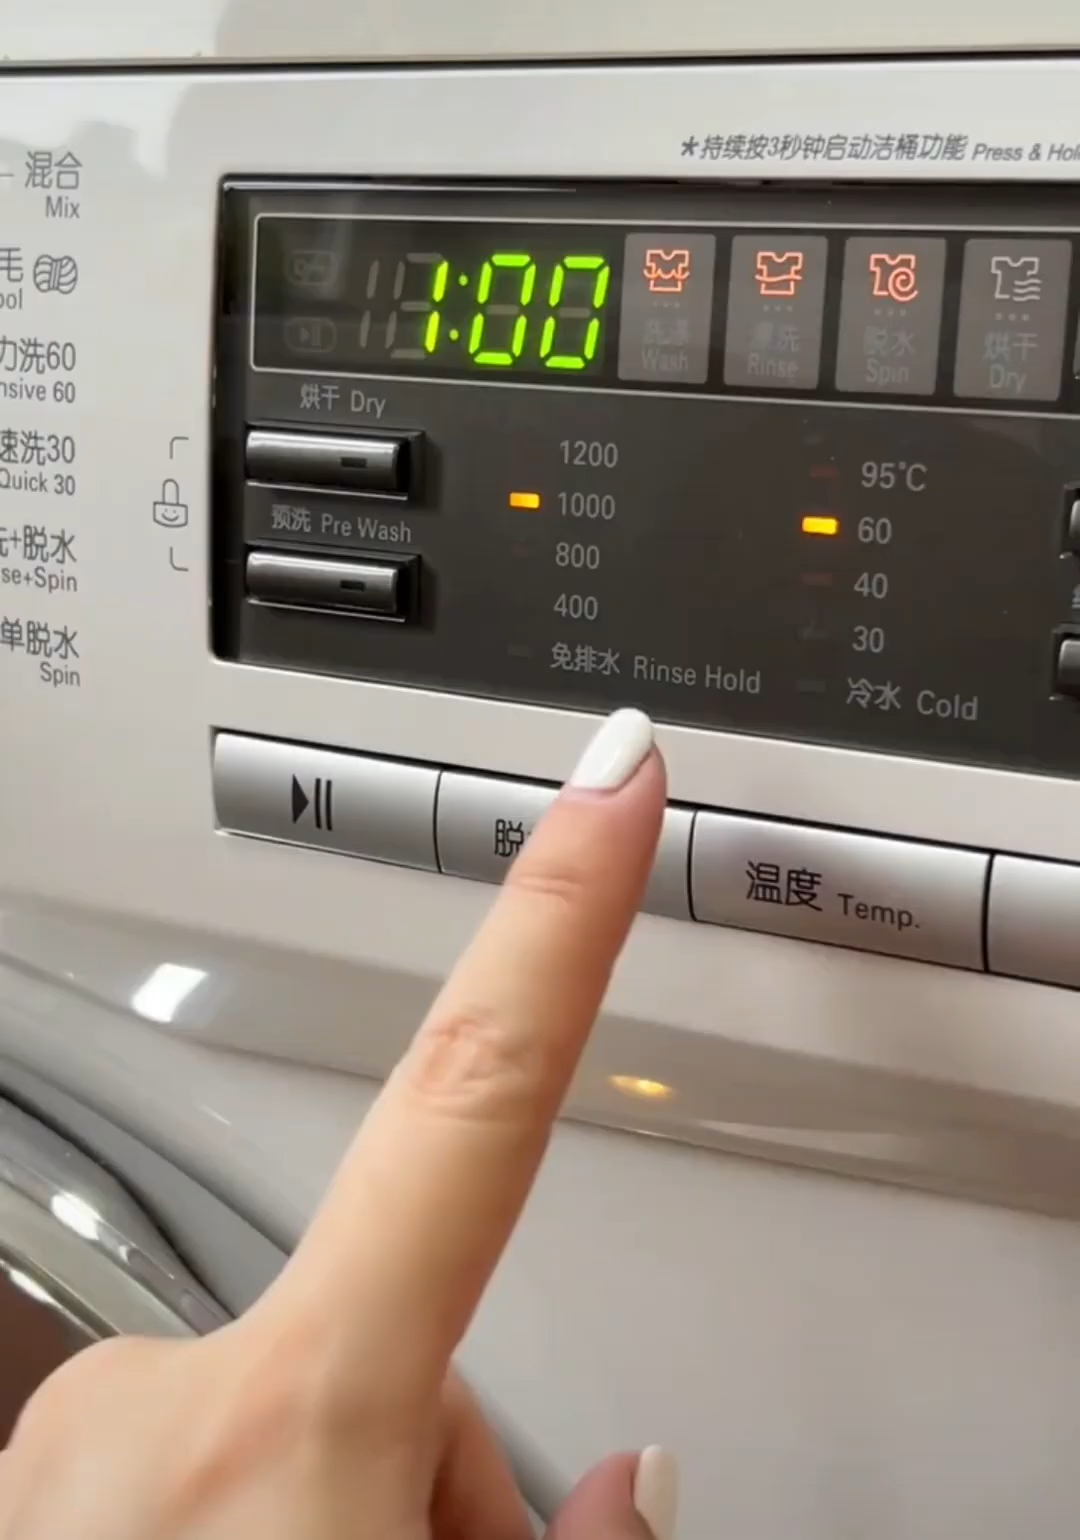 *持续按3秒钟启动洁桶功能 Press & Hol
混合
Mix
毛
ool
力洗60
nsive 60
速洗30
Quick 30
+脱水
se+Spin
单脱水
Spin
1:00
洗涤
Wash
漂洗
Rinse
脱水
Spin
烘干
Dry
烘干 Dry
预洗 Pre Wash
1200
1000
800
400
免排水 Rinse Hold
95°C
60
40
30
冷水 Cold
脱
温度 Temp.